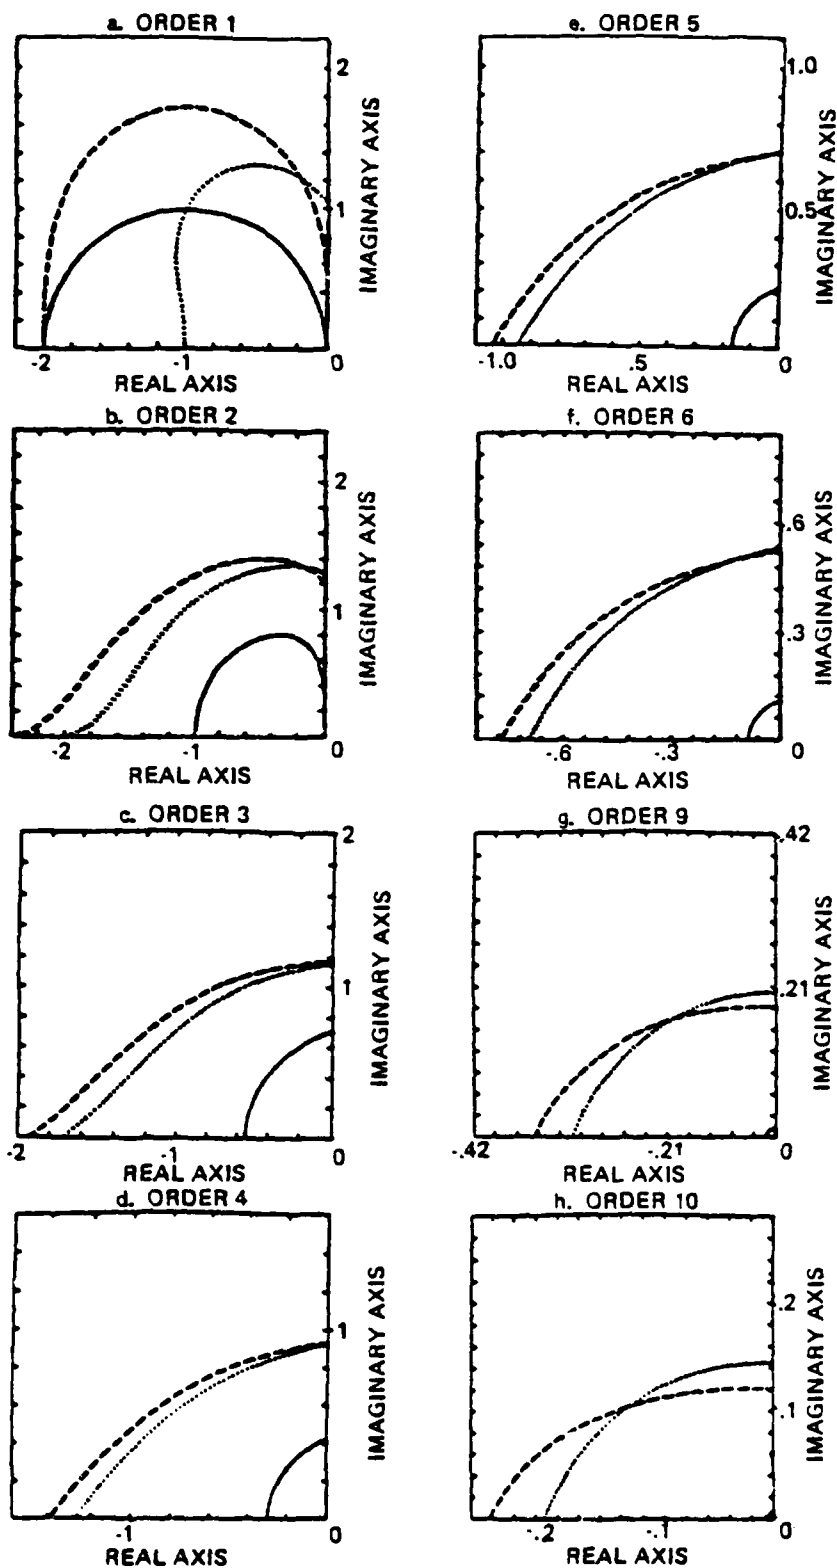 a. ORDER 1
2
1
IMAGINARY AXIS
-2
-1
0
REAL AXIS
b. ORDER 2
2
1
IMAGINARY AXIS
-2
-1
0
REAL AXIS
c. ORDER 3
2
1
IMAGINARY AXIS
-2
-1
0
REAL AXIS
d. ORDER 4
1
IMAGINARY AXIS
-1
0
REAL AXIS
e. ORDER 5
1.0
0.5
IMAGINARY AXIS
-1.0
.5
0
REAL AXIS
f. ORDER 6
.6
.3
IMAGINARY AXIS
-.6
-.3
0
REAL AXIS
g. ORDER 9
.42
.21
IMAGINARY AXIS
-.42
-.21
0
REAL AXIS
h. ORDER 10
.2
.1
IMAGINARY AXIS
-.2
-.1
0
REAL AXIS